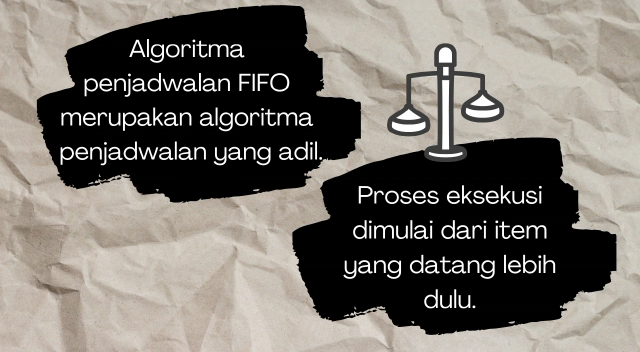 Algoritma
penjadwalan FIFO
merupakan algoritma
penjadwalan yang adil.
Proses eksekusi
dimulai dari item
yang datang lebih
dulu.